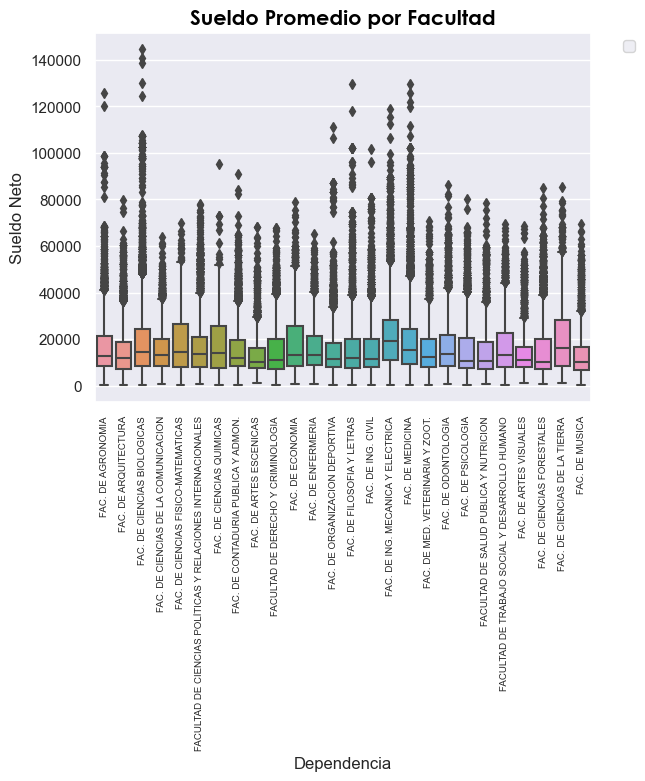 Sueldo Promedio por Facultad
140000
120000
100000
80000
60000
40000
20000
0
Sueldo Neto
FAC. DE AGRONOMIA
FAC. DE ARQUITECTURA
FAC. DE CIENCIAS BIOLOGICAS
FAC. DE CIENCIAS DE LA COMUNICACION
FAC. DE CIENCIAS FISICO-MATEMATICAS
FACULTAD DE CIENCIAS POLÍTICAS Y RELACIONES INTERNACIONALES
FAC. DE CIENCIAS QUIMICAS
FAC. DE CONTADURIA PUBLICA Y ADMON.
FAC. DE ARTES ESCENICAS
FACULTAD DE DERECHO Y CRIMINOLOGIA
FAC. DE ECONOMIA
FAC. DE ENFERMERIA
FAC. DE ORGANIZACION DEPORTIVA
FAC. DE FILOSOFIA Y LETRAS
FAC. DE ING. CIVIL
FAC. DE ING. MECANICA Y ELECTRICA
FAC. DE MEDICINA
FAC. DE MED. VETERINARIA Y ZOOT.
FAC. DE ODONTOLOGIA
FAC. DE PSICOLOGIA
FACULTAD DE SALUD PUBLICA Y NUTRICION
FACULTAD DE TRABAJO SOCIAL Y DESARROLLO HUMANO
FAC. DE ARTES VISUALES
FAC. DE CIENCIAS FORESTALES
FAC. DE CIENCIAS DE LA TIERRA
FAC. DE MUSICA
Dependencia